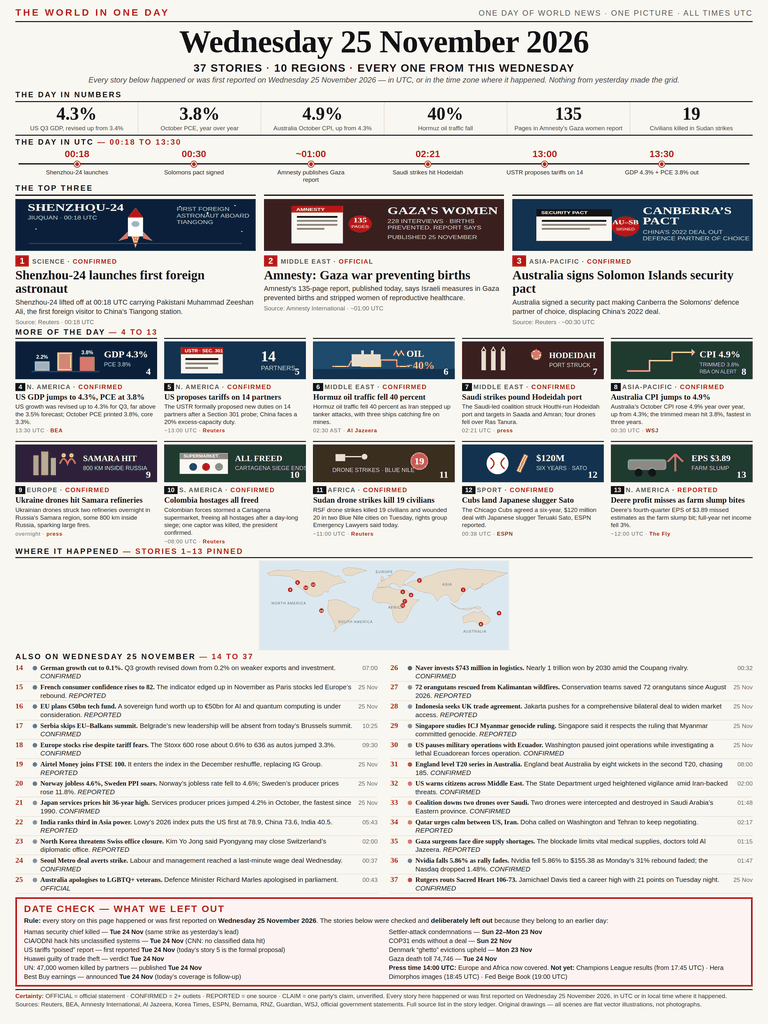 THE WORLD IN ONE DAY
ONE DAY OF WORLD NEWS · ONE PICTURE · ALL TIMES UTC
Wednesday 25 November 2026
37 STORIES · 10 REGIONS · EVERY ONE FROM THIS WEDNESDAY
Every story below happened or was first reported on Wednesday 25 November 2026 — in UTC, or in the zone where it happened. Nothing from yesterday made the grid.
THE DAY IN NUMBERS
4.3%
US Q3 GDP, revised up from 3.4%
3.8%
October PCE, year over year
4.9%
Australia October CPI, up from 4.3%
40%
Hormuz oil traffic fell
135
Pages in Amnesty's Gaza women report
19
Civilians killed in Sudan strikes
THE DAY IN UTC — 00:18 TO 13:30
00:18
Shenzhou-24 launches
00:30
Solomons pact signed
~01:00
Amnesty publishes Gaza
report
02:21
Saudi strikes hit Hodeidah
13:00
USTR proposes tariffs on 14
13:30
GDP 4.3% + PCE 3.8% out
THE TOP THREE
SHENZHOU-24
JIUQUAN · 00:18 UTC
FIRST FOREIGN
ASTRONAUT ABOARD
TIANGONG
1 SCIENCE · CONFIRMED
Shenzhou-24 launches first foreign
astronaut
Shenzhou-24 lifted off at 00:18 UTC carrying Pakistani Muhammad Zeeshan
Ali, the first foreign visitor to China's Tiangong station.
Source: Reuters · 00:18 UTC
AMNESTY
135
PAGES
GAZA'S WOMEN
228 INTERVIEWS · BIRTHS
PREVENTED, REPORT SAYS
PUBLISHED 25 NOVEMBER
2 MIDDLE EAST · OFFICIAL
Amnesty: Gaza war preventing births
Amnesty's 135-page report, published today, says Israeli measures in Gaza
prevented births and stripped women of reproductive healthcare.
Source: Amnesty International · ~01:00 UTC
SECURITY PACT
AU–SB
SIGNED
CANBERRA'S
PACT
CHINA'S 2022 DEAL OUT
DEFENCE PARTNER OF CHOICE
3 ASIA-PACIFIC · CONFIRMED
Australia signs Solomon Islands security
pact
Australia signed a security pact making Canberra the Solomons' defence
partner of choice, displacing China's 2022 deal.
Source: Reuters · ~00:30 UTC
MORE OF THE DAY — 4 TO 13
2.2%
3.8%
GDP 4.3%
PCE 3.8%
4
4 N. AMERICA · CONFIRMED
US GDP jumps to 4.3%, PCE at 3.8%
US growth was revised up to 4.3% for Q3, far above
the 3.5% forecast; October PCE printed 3.8%, core
3.3%.
13:30 UTC · BEA
USTR · SEC. 301
14
PARTNERS
5
5 N. AMERICA · CONFIRMED
US proposes tariffs on 14 partners
The USTR formally proposed new duties on 14
partners after a Section 301 probe; China faces a
20% excess-capacity duty.
~13:00 UTC · Reuters
OIL
-40%
6
6 MIDDLE EAST · CONFIRMED
Hormuz oil traffic fell 40 percent
Hormuz oil traffic fell 40 percent as Iran stepped up
tanker attacks, with three ships catching fire on
mines.
02:30 AST · Al Jazeera
HODEIDAH
PORT STRUCK
7
7 MIDDLE EAST · CONFIRMED
Saudi strikes pound Hodeidah port
The Saudi-led coalition struck Houthi-run Hodeidah
port and targets in Saada and Amran; four drones
fell over Ras Tanura.
02:21 UTC · press
CPI 4.9%
TRIMMED 3.8%
RBA ON ALERT
8
8 ASIA-PACIFIC · CONFIRMED
Australia CPI jumps to 4.9%
Australia's October CPI rose 4.9% year over year,
up from 4.3%; the trimmed mean hit 3.8%, fastest in
three years.
00:30 UTC · WSJ
SAMARA HIT
800 KM INSIDE RUSSIA
9
9 EUROPE · CONFIRMED
Ukraine drones hit Samara refineries
Ukrainian drones struck two refineries overnight in
Russia's Samara region, some 800 km inside
Russia, sparking large fires.
overnight · press
SUPERMARKET
ALL FREED
CARTAGENA SIEGE ENDS
10
10 S. AMERICA · CONFIRMED
Colombia hostages all freed
Colombian forces stormed a Cartagena
supermarket, freeing all hostages after a day-long
siege; one captor was killed, the president
confirmed.
~08:00 UTC · Reuters
19
DRONE STRIKES · BLUE NILE
11
11 AFRICA · CONFIRMED
Sudan drone strikes kill 19 civilians
RSF drone strikes killed 19 civilians and wounded
20 in two Blue Nile cities on Tuesday, rights group
Emergency Lawyers said today.
~11:00 UTC · Reuters
$120M
SIX YEARS · SATO
12
12 SPORT · CONFIRMED
Cubs land Japanese slugger Sato
The Chicago Cubs agreed a six-year, $120 million
deal with Japanese slugger Teruaki Sato, ESPN
reported.
00:38 UTC · ESPN
EPS $3.89
FARM SLUMP
13
13 N. AMERICA · REPORTED
Deere profit misses as farm slump bites
Deere's fourth-quarter EPS of $3.89 missed
estimates as the farm slump bit; full-year net income
fell 3%.
~12:00 UTC · The Fly
WHERE IT HAPPENED — STORIES 1–13 PINNED
NORTH AMERICA
SOUTH AMERICA
EUROPE
AFRICA
ASIA
AUSTRALIA
ALSO ON WEDNESDAY 25 NOVEMBER — 14 TO 37
14 German growth cut to 0.1%. Q3 growth revised down from 0.2% on weaker exports and investment. 07:00
CONFIRMED
15 French consumer confidence rises to 82. The indicator edged up in November as Paris stocks led Europe's 25 Nov
rebound. REPORTED
16 EU plans €50bn tech fund. A sovereign fund worth up to €50bn for AI and quantum computing is under 25 Nov
consideration. REPORTED
17 Serbia skips EU–Balkans summit. Belgrade's new leadership will be absent from today's Brussels summit. 10:25
CONFIRMED
18 Europe stocks rise despite tariff fears. The Stoxx 600 rose about 0.6% to 636 as autos jumped 3.3%. 09:30
CONFIRMED
19 Airtel Money joins FTSE 100. It enters the index in the December reshuffle, replacing IG Group. 25 Nov
REPORTED
20 Norway jobless 4.6%, Sweden PPI soars. Norway's jobless rate fell to 4.6%; Sweden's producer prices 25 Nov
rose 11.8%. REPORTED
21 Japan services prices hit 36-year high. Services producer prices jumped 4.2% in October, the fastest since 25 Nov
1990. CONFIRMED
22 India ranks third in Asia power. Lowy's 2026 index puts the US first at 78.9, China 73.6, India 40.5. 05:43
REPORTED
23 North Korea threatens Swiss office closure. Kim Yo Jong said Pyongyang may close Switzerland's 02:00
diplomatic office. REPORTED
24 Seoul Metro deal averts strike. Labour and management reached a last-minute wage deal Wednesday. 00:37
CONFIRMED
25 Australia apologises to LGBTQ+ veterans. Defence Minister Richard Marles apologised in parliament. 00:43
OFFICIAL
26 Naver invests $743 million in logistics. Nearly 1 trillion won by 2030 amid the Coupang rivalry. 00:32
CONFIRMED
27 72 orangutans rescued from Kalimantan wildfires. Conservation teams saved 72 orangutans since August 25 Nov
2026. REPORTED
28 Indonesia seeks UK trade agreement. Jakarta pushes for a comprehensive bilateral deal to widen market 25 Nov
access. REPORTED
29 Singapore studies ICJ Myanmar genocide ruling. Singapore said it respects the ruling that Myanmar 25 Nov
committed genocide. REPORTED
30 US pauses military operations with Ecuador. Washington paused joint operations while investigating a 25 Nov
lethal Ecuadorean forces operation. CONFIRMED
31 England level T20 series in Australia. England beat Australia by eight wickets in the second T20, chasing 08:00
185. CONFIRMED
32 US warns citizens across Middle East. The State Department urged heightened vigilance amid Iran-backed 02:00
threats. CONFIRMED
33 Coalition downs two drones over Saudi. Two drones were intercepted and destroyed in Saudi Arabia's 01:48
Eastern province. CONFIRMED
34 Qatar urges calm between US, Iran. Doha called on Washington and Tehran to keep negotiating. 02:17
REPORTED
35 Gaza surgeons face dire supply shortages. The blockade limits vital medical supplies, doctors told Al 01:15
Jazeera. REPORTED
36 Nvidia falls 5.86% as rally fades. Nvidia fell 5.86% to $155.38 as Monday's 31% rebound faded; the 01:47
Nasdaq dropped 1.48%. CONFIRMED
37 Rutgers routs Sacred Heart 106-73. Jamichael Davis tied a career high with 21 points on Tuesday night. 25 Nov
CONFIRMED
DATE CHECK — WHAT WE LEFT OUT
Rule: every story on this page happened or was first reported on Wednesday 25 November 2026. The stories below were checked and deliberately left out because they belong to an earlier day:
Hamas security chief killed — Tue 24 Nov (same strike as yesterday's lead)
CIA/ODNI hack hits unclassified systems — Tue 24 Nov (CNN: no classified data hit)
US tariffs "poised" report — first reported Tue 24 Nov (today's story 5 is the formal proposal)
Huawei guilty of trade theft — verdict Tue 24 Nov
UN: 47,000 women killed by partners — published Tue 24 Nov
Best Buy earnings — announced Tue 24 Nov (today's coverage is follow-up)
Settler-attack condemnations — Sun 22–Mon 23 Nov
COP31 ends without a deal — Sun 22 Nov
Denmark "ghetto" evictions upheld — Mon 23 Nov
Gaza death toll 74,746 — Tue 24 Nov
Press time 14:00 UTC: Europe and Africa now covered. Not yet: Champions League results (from 17:45 UTC) · Hera
Dimorphos images (18:45 UTC) · Fed Beige Book (19:00 UTC)
Certainty: OFFICIAL = official statement · CONFIRMED = 2+ outlets · REPORTED = one source · CLAIM = one party's claim, unverified. Every story here happened or was first reported on Wednesday 25 November 2026, in UTC or in local time where it happened.
Sources: Reuters, BEA, Amnesty International, Al Jazeera, Korea Times, ESPN, Bernama, RNZ, Guardian, WSJ, official government statements. Full source list in the story ledger. Original drawings — all scenes are flat vector illustrations, not photographs.